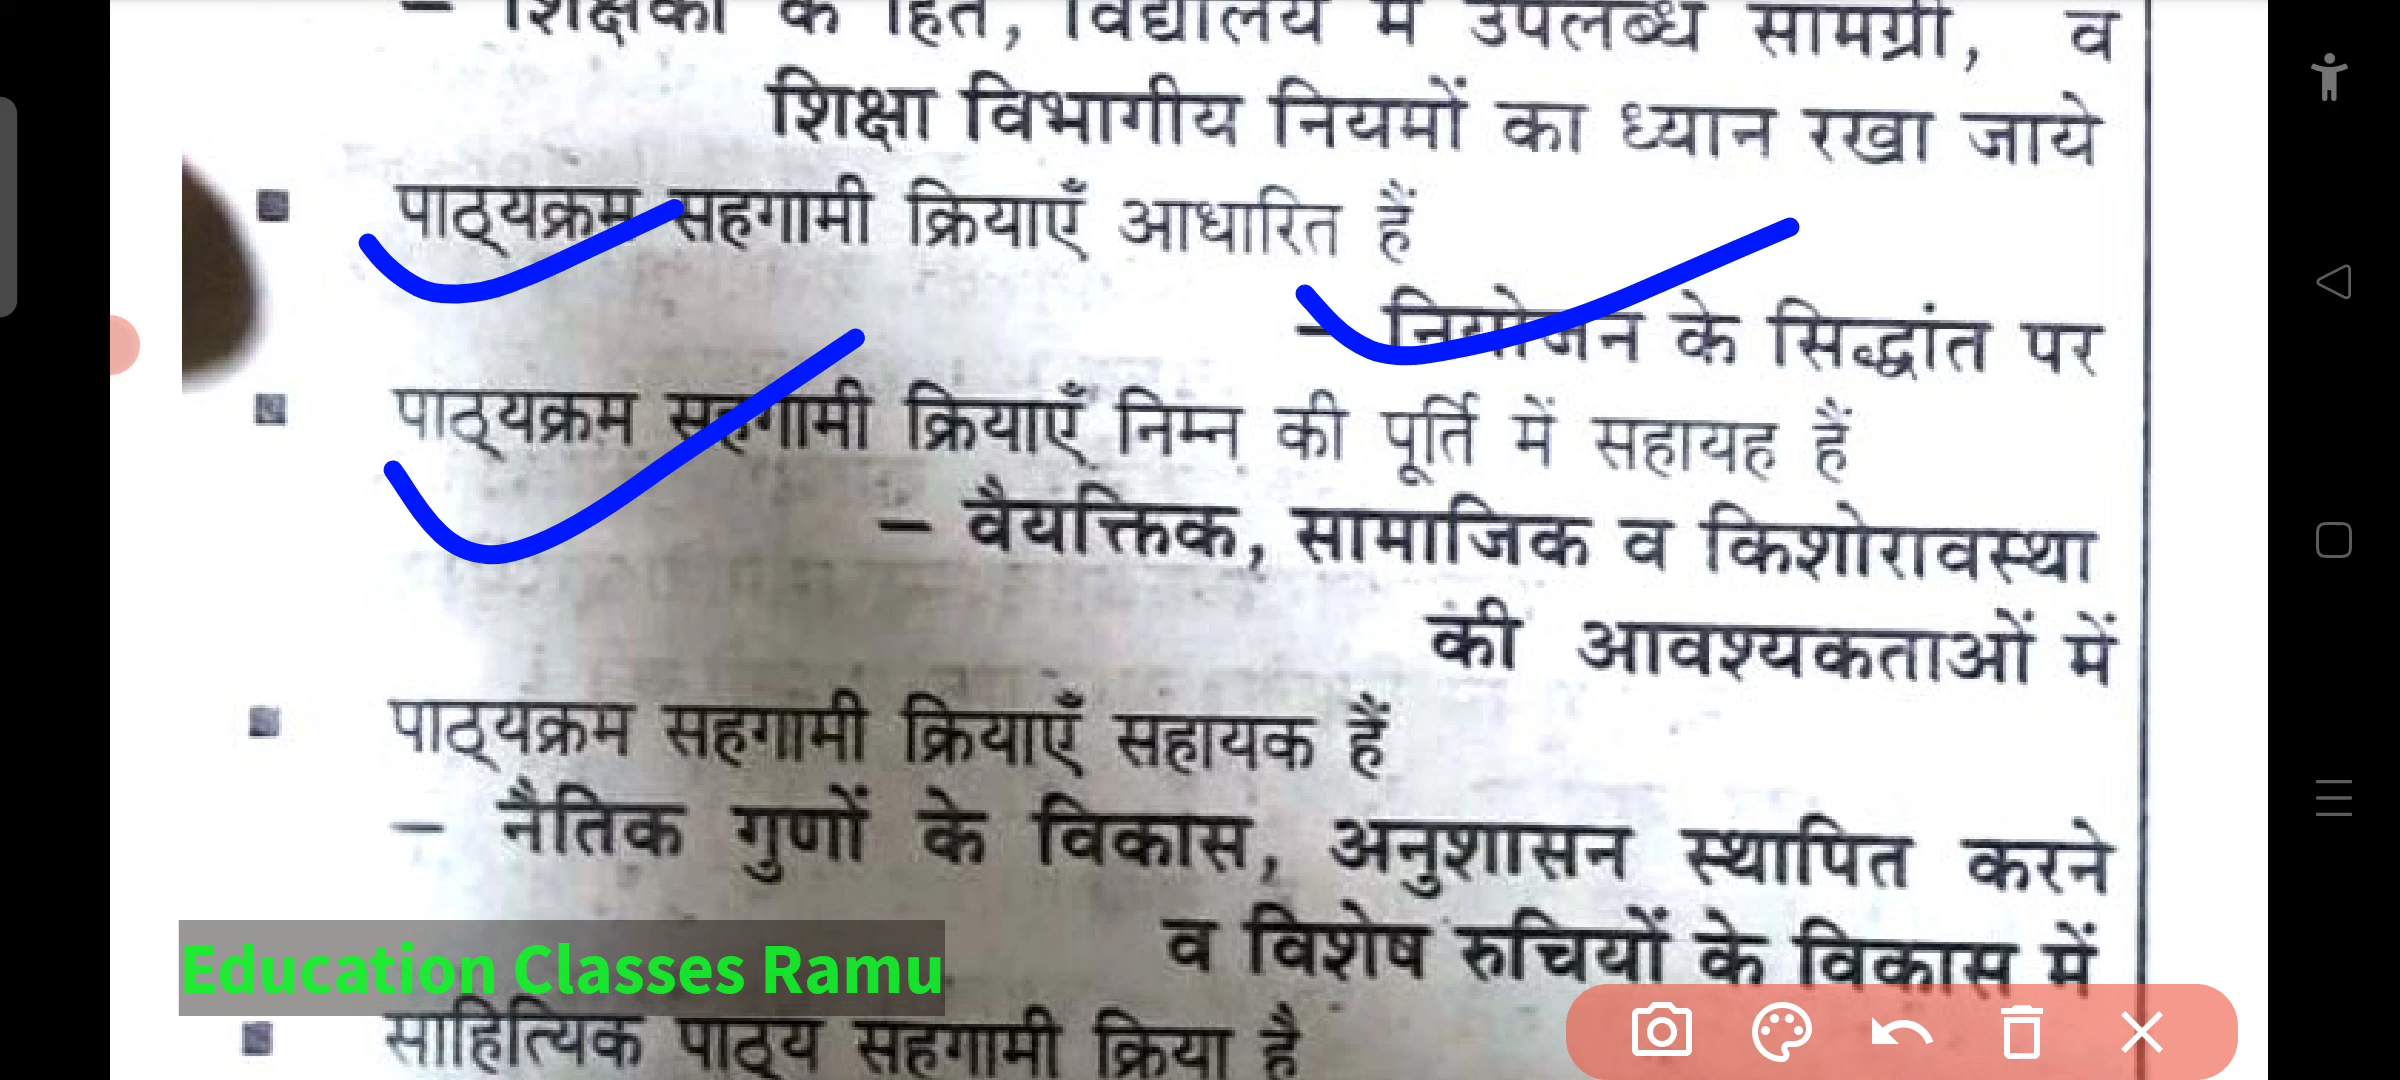 – शिक्षकों के हित, विद्यालय में उपलब्ध सामग्री, व
शिक्षा विभागीय नियमों का ध्यान रखा जाये
▪ पाठ्यक्रम सहगामी क्रियाएँ आधारित हैं
– नियोजन के सिद्धांत पर
▪ पाठ्यक्रम सहगामी क्रियाएँ निम्न की पूर्ति में सहायह हैं
– वैयक्तिक, सामाजिक व किशोरावस्था
की आवश्यकताओं में
▪ पाठ्यक्रम सहगामी क्रियाएँ सहायक हैं
– नैतिक गुणों के विकास, अनुशासन स्थापित करने
व विशेष रुचियों के विकास में
Education Classes Ramu
▪ साहित्यिक पाठ्य सहगामी क्रिया है